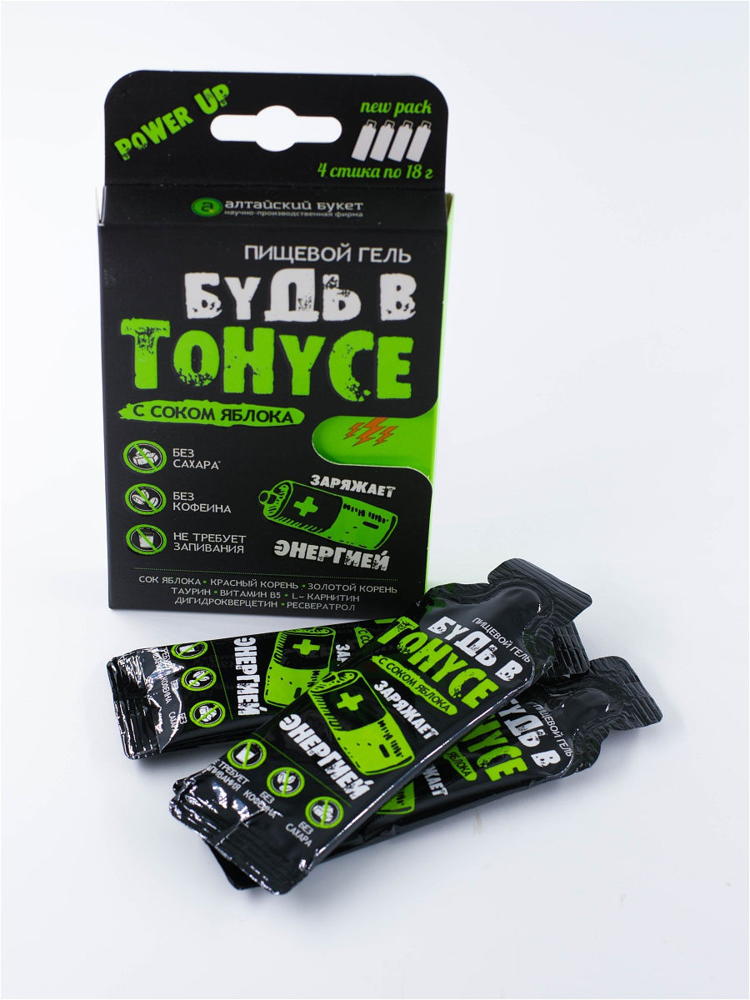 POWER UP
new pack
4 стика по 18 г
a алтайский букет
научно-производственная фирма
ПИЩЕВОЙ ГЕЛЬ
БУДЬ В
ТОНУСЕ
С СОКОМ ЯБЛОКА
БЕЗ
САХАРА*
БЕЗ
КОФЕИНА
НЕ ТРЕБУЕТ
ЗАПИВАНИЯ
ЗАРЯЖАЕТ
ЭНЕРГИЕЙ
СОК ЯБЛОКА • КРАСНЫЙ КОРЕНЬ • ЗОЛОТОЙ КОРЕНЬ
ТАУРИН • ВИТАМИН В5 • L- КАРНИТИН
ДИГИДРОКВЕРЦЕТИН • РЕСВЕРАТРОЛ
ПИЩЕВОЙ ГЕЛЬ
БУДЬ В
ТОНУСЕ
С СОКОМ ЯБЛОКА
ЗАРЯЖАЕТ
ЭНЕРГИЕЙ
НЕ ТРЕБУЕТ
ЗАПИВАНИЯ
БЕЗ
КОФЕИНА
БЕЗ
САХАРА
ЭНЕРГИЕЙ
БЕЗ
САХАРА
ПИЩЕВОЙ ГЕЛЬ
БУДЬ В
ТОНУСЕ
ЯБЛОКА